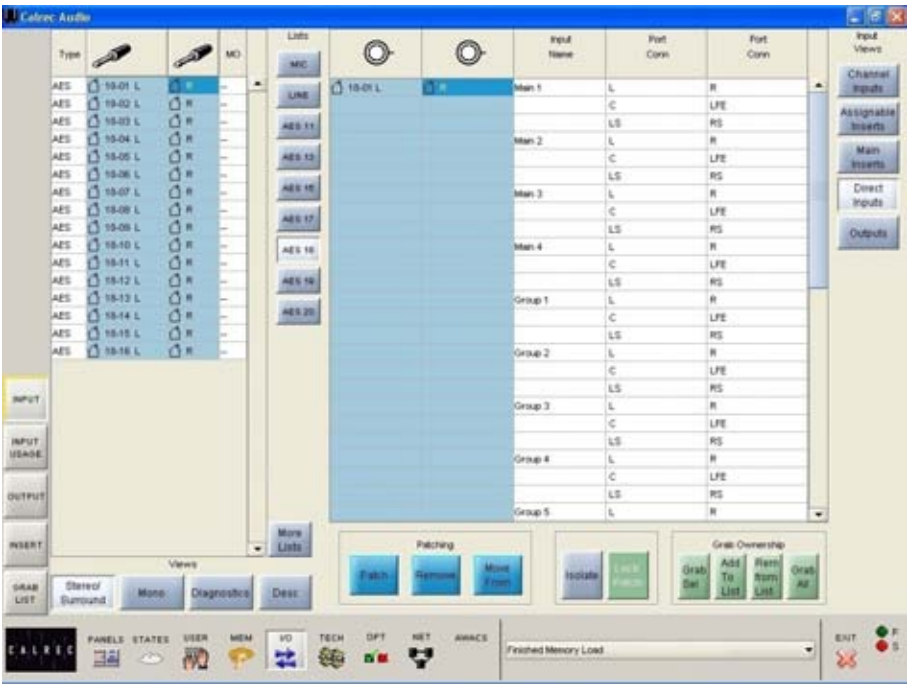 Calrec Audio
Type MO Lists Input Name Port Conn Port Conn Input Views
MIC
LINE
AES 11
AES 13
AES 15
AES 17
AES 18
AES 19
AES 20
AES 18-01 L R --
AES 18-02 L R --
AES 18-03 L R --
AES 18-04 L R --
AES 18-05 L R --
AES 18-06 L R --
AES 18-07 L R --
AES 18-08 L R --
AES 18-09 L R --
AES 18-10 L R --
AES 18-11 L R --
AES 18-12 L R --
AES 18-13 L R --
AES 18-14 L R --
AES 18-15 L R --
AES 18-16 L R --
18-01 L R Main 1 L R
C LFE
LS RS
Main 2 L R
C LFE
LS RS
Main 3 L R
C LFE
LS RS
Main 4 L R
C LFE
LS RS
Group 1 L R
C LFE
LS RS
Group 2 L R
C LFE
LS RS
Group 3 L R
C LFE
LS RS
Group 4 L R
C LFE
LS RS
Group 5 L R
Channel Inputs
Assignable Inserts
Main Inserts
Direct Inputs
Outputs
INPUT
INPUT USAGE
OUTPUT
INSERT
GRAB LIST
More Lists
Views
Stereo/ Surround
Mono
Diagnostics
Desc
Patching
Patch
Remove
Move From
Isolate
Lock Patch
Grab Ownership
Grab Sel
Add To List
Rem from List
Grab All
CALREC
PANELS STATES USER MEM I/O TECH OPT NET AWACS
Finished Memory Load
EXIT
F
S